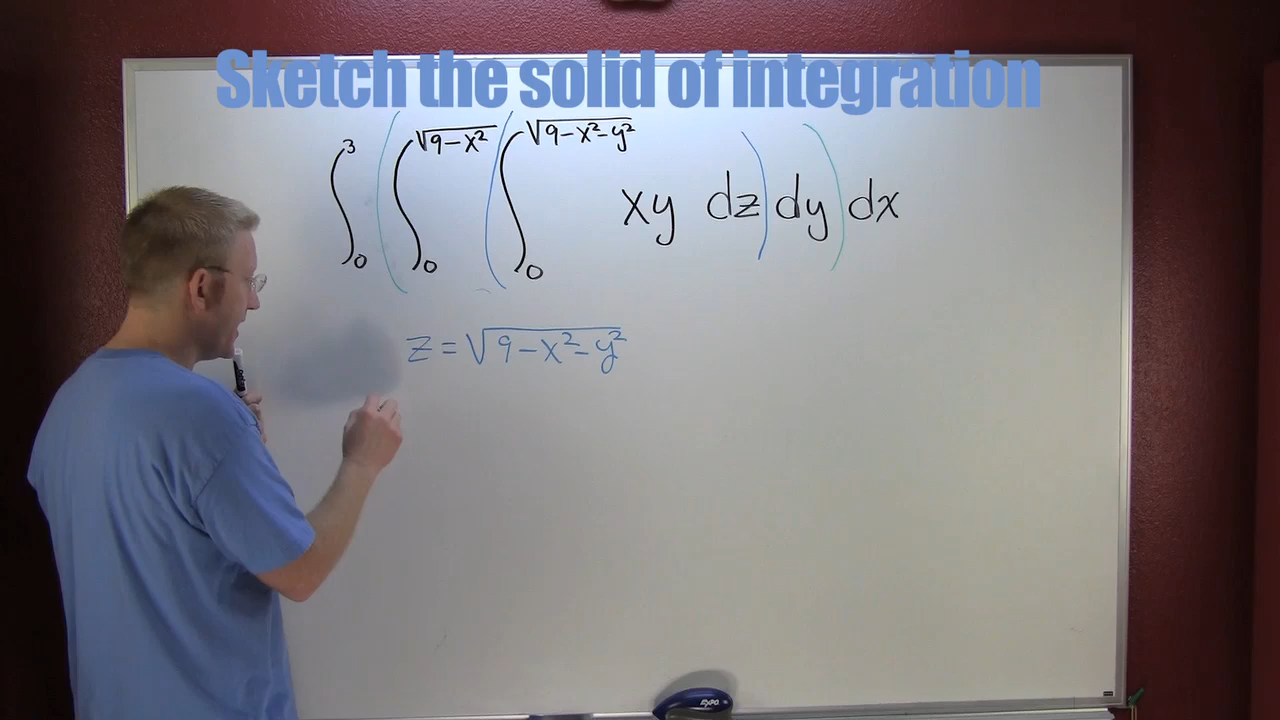 Sketch the solid of integration
∫₀³ ( ∫₀^√(9-x²) ( ∫₀^√(9-x²-y²) xy dz ) dy ) dx
z = √(9-x²-y²)
EXPO